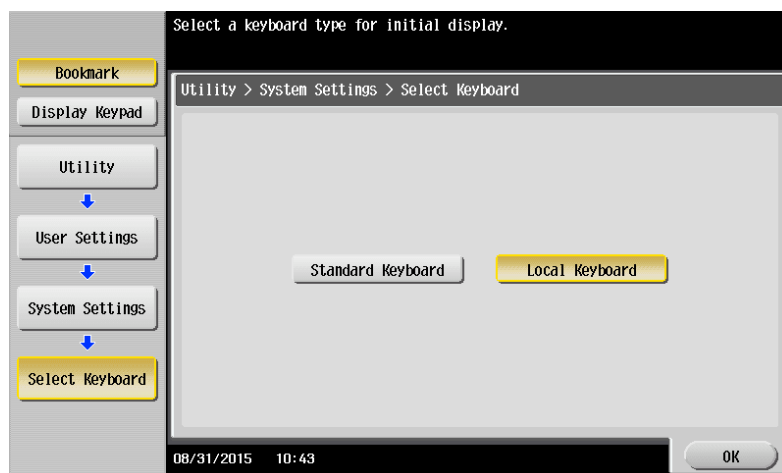 Select a keyboard type for initial display.
Bookmark
Display Keypad
Utility > System Settings > Select Keyboard
Utility
User Settings
System Settings
Select Keyboard
Standard Keyboard
Local Keyboard
08/31/2015 10:43
OK